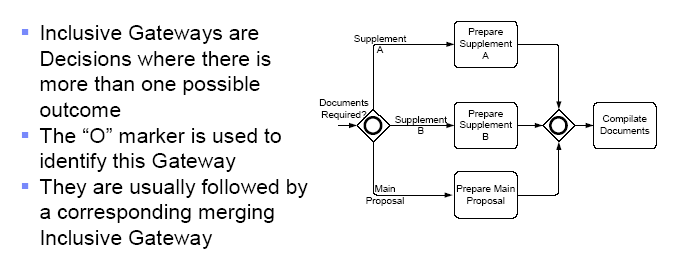 Inclusive Gateways are
Decisions where there is
more than one possible
outcome
The “O” marker is used to
identify this Gateway
They are usually followed by
a corresponding merging
Inclusive Gateway
Documents
Required?
Supplement
A
Prepare
Supplement
A
Supplement
B
Prepare
Supplement
B
Main
Proposal
Prepare Main
Proposal
Compilate
Documents